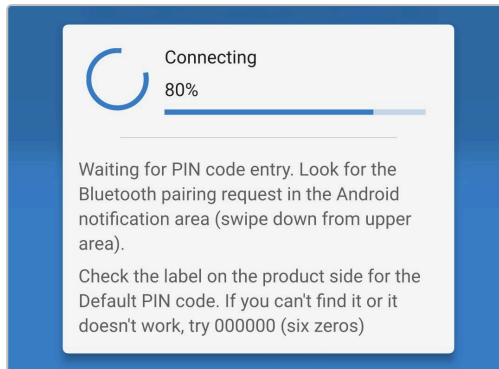 Connecting
80%
Waiting for PIN code entry. Look for the
Bluetooth pairing request in the Android
notification area (swipe down from upper
area).
Check the label on the product side for the
Default PIN code. If you can't find it or it
doesn't work, try 000000 (six zeros)